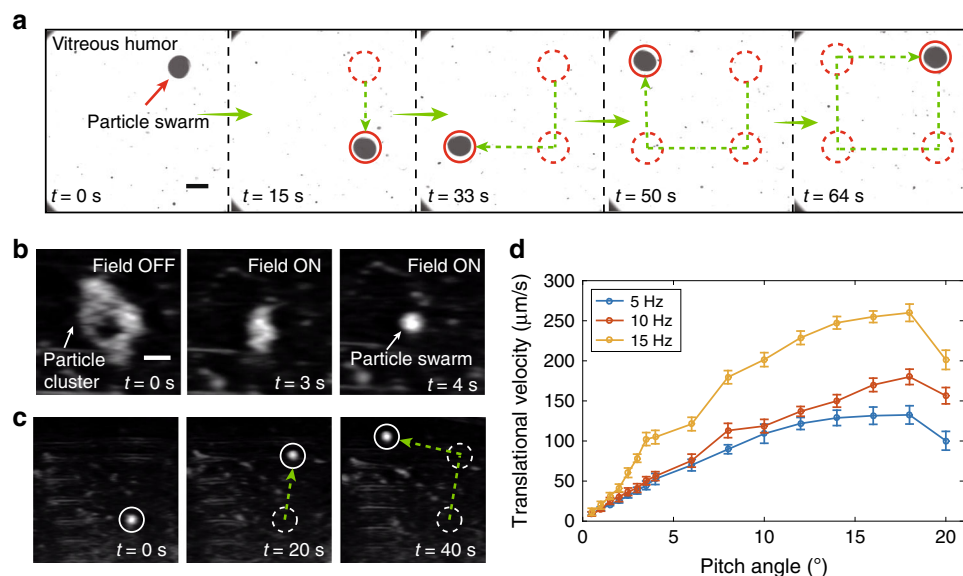 a
Vitreous humor
Particle swarm
t = 0 s
t = 15 s
t = 33 s
t = 50 s
t = 64 s
b
Field OFF
Field ON
Field ON
Particle
cluster
Particle swarm
t = 0 s
t = 3 s
t = 4 s
c
t = 0 s
t = 20 s
t = 40 s
d
300
250
200
150
100
50
0
0
5
10
15
20
Translational velocity (μm/s)
Pitch angle (°)
5 Hz
10 Hz
15 Hz